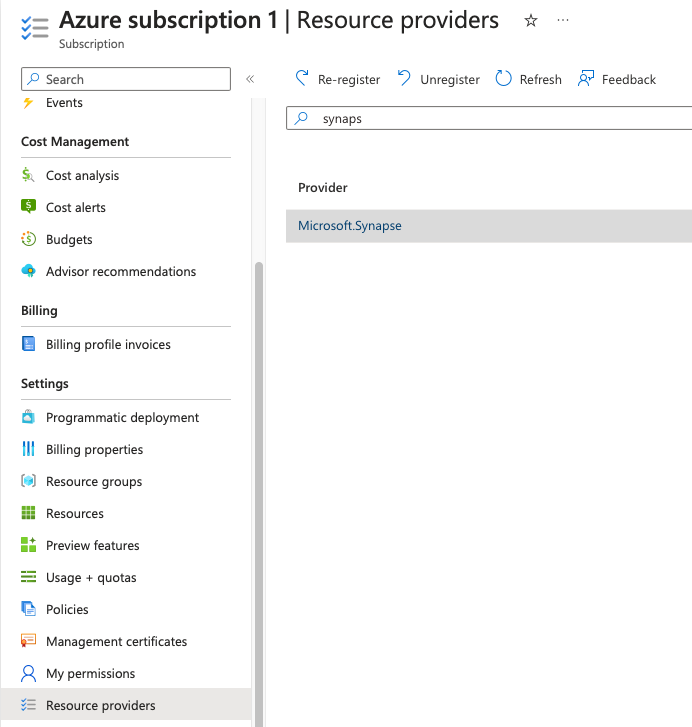 Azure subscription 1 | Resource providers
Subscription
Search
Events
Cost Management
Cost analysis
Cost alerts
Budgets
Advisor recommendations
Billing
Billing profile invoices
Settings
Programmatic deployment
Billing properties
Resource groups
Resources
Preview features
Usage + quotas
Policies
Management certificates
My permissions
Resource providers
Re-register Unregister Refresh Feedback
synaps
Provider
Microsoft.Synapse